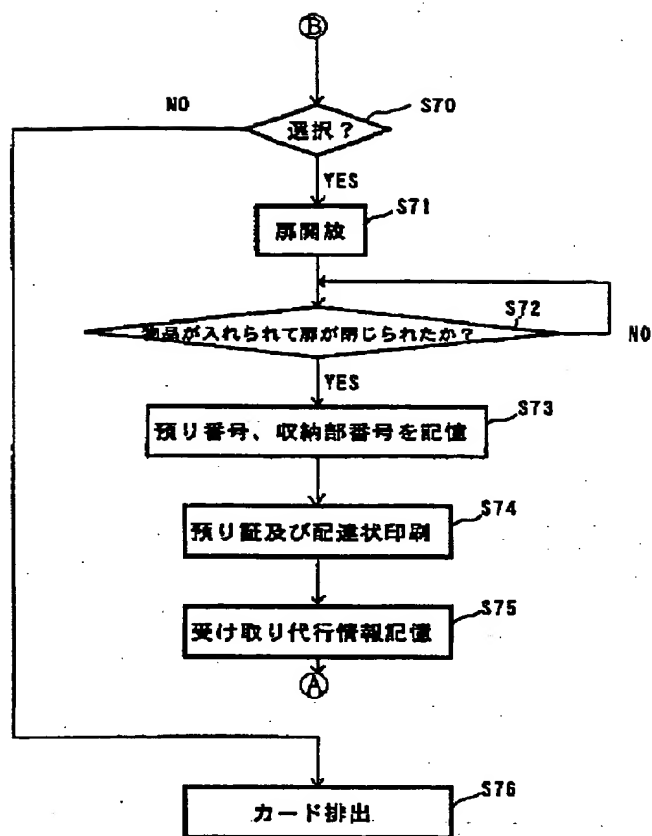 Ⓑ
NO
S70
選択?
YES
S71
扉開放
S72
物品が入れられて扉が閉じられたか?
NO
YES
S73
預り番号、収納部番号を記憶
S74
預り証及び配達状印刷
S75
受け取り代行情報記憶
Ⓐ
S76
カード排出